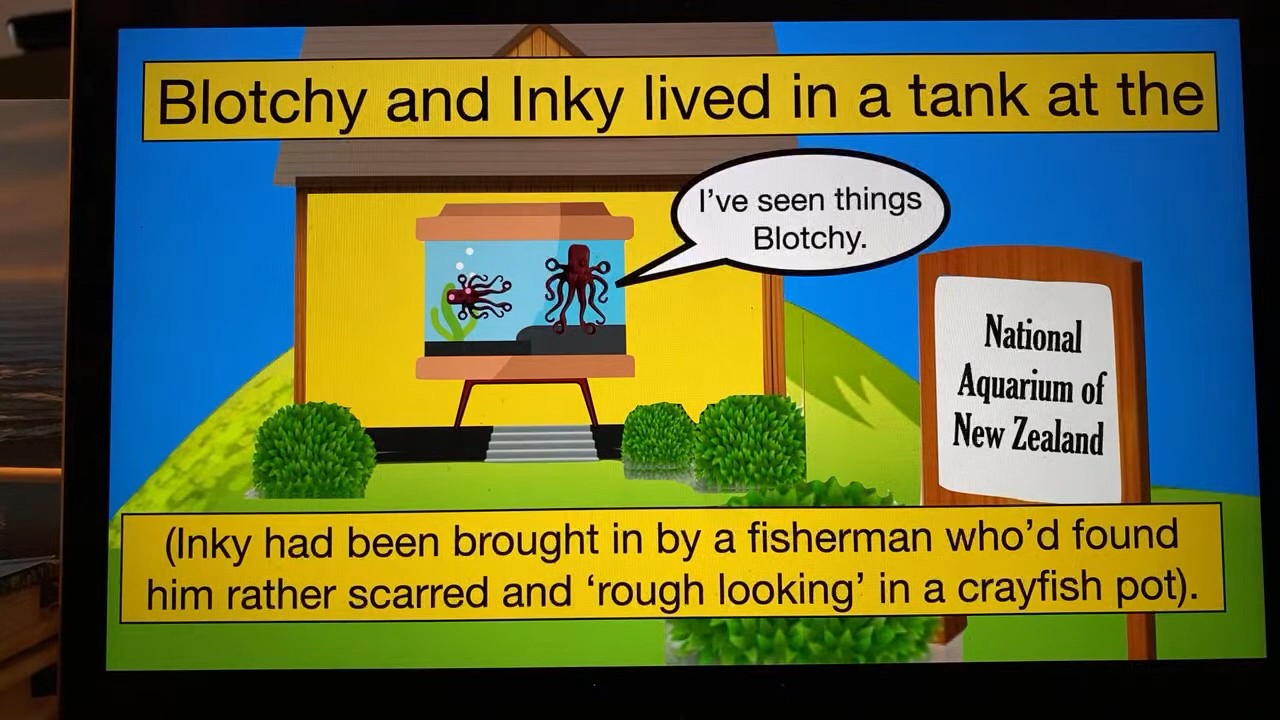 Blotchy and Inky lived in a tank at the
I've seen things
Blotchy.
National
Aquarium of
New Zealand
(Inky had been brought in by a fisherman who'd found
him rather scarred and ‘rough looking’ in a crayfish pot).